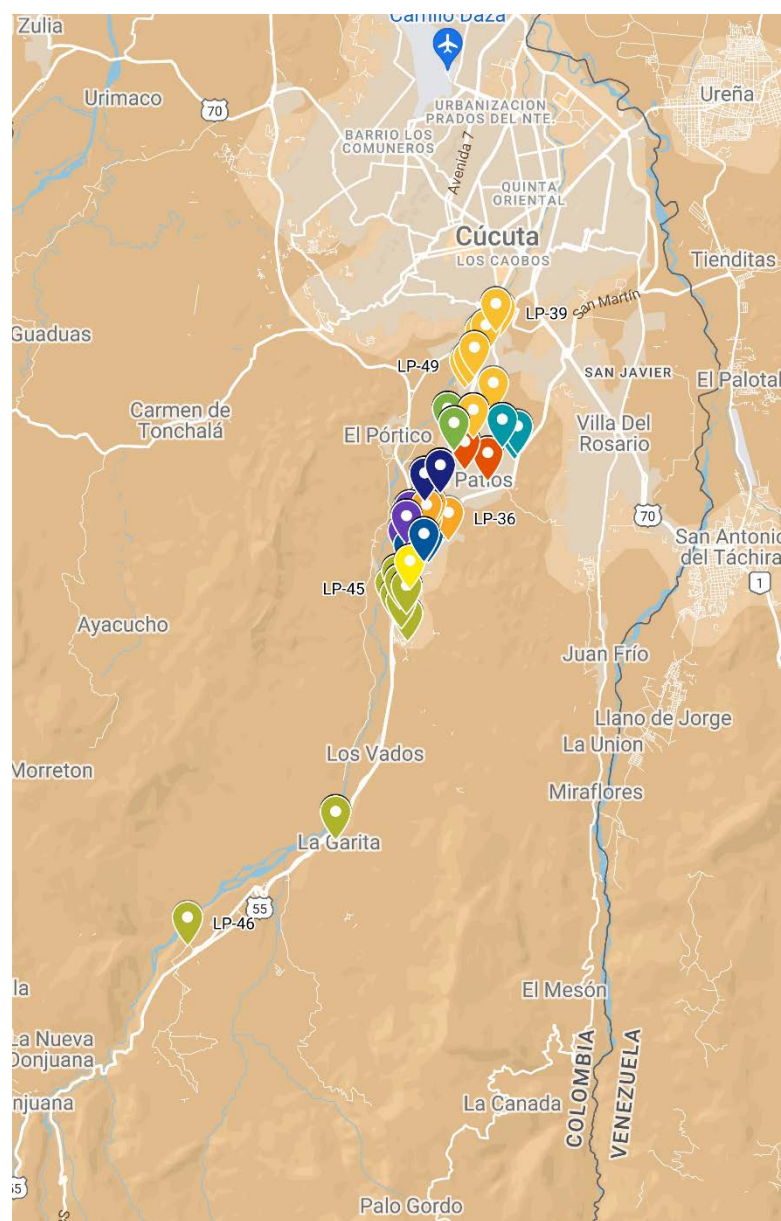 Camilo Daza
Zulia
Urimaco
70
URBANIZACION
PRADOS DEL NTE.
Ureña
BARRIO LOS
COMUNEROS
Avenida 7
QUINTA
ORIENTAL
Cúcuta
LOS CAOBOS
Tienditas
San Martín
LP-39
Guaduas
LP-49
SAN JAVIER
El Palotal
Carmen de
Tonchalá
El Pórtico
Villa Del
Rosario
Patios
LP-36
70
San Antonio
del Táchira
1
LP-45
Ayacucho
Juan Frío
Llano de Jorge
La Union
Los Vados
Morreton
Miraflores
La Garita
55
LP-46
El Mesón
la
La Nueva
Donjuana
COLOMBIA
VENEZUELA
njuana
La Canada
55
Palo Gordo